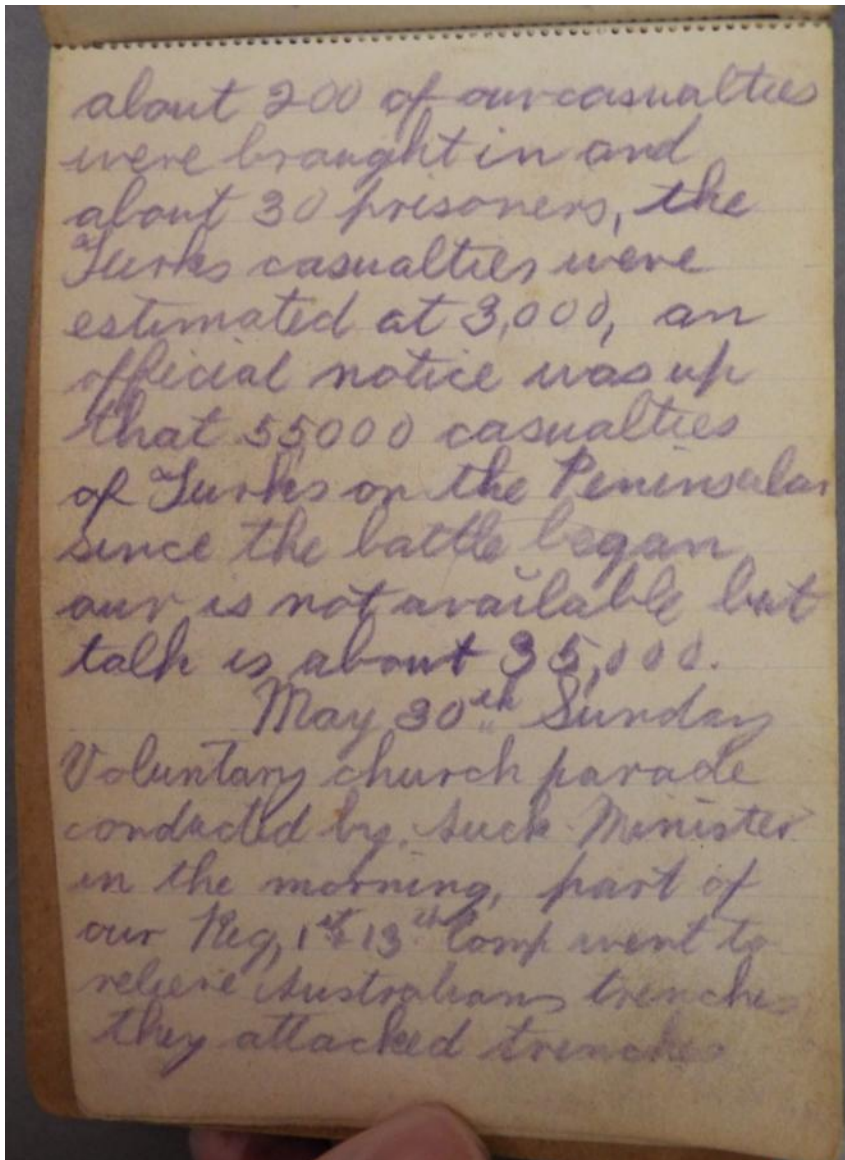 about 200 of our casualties
were braught in and
about 30 prisoners, the
Turks casualties were
estimated at 3,000, an
official notice was up
that 55000 casualties
of Turks on the Peninsular
since the battle began
our is not available but
talk is about 35,000.
May 30th Sunday
Voluntary church parade
conducted by Minister
in the morning, part of
our Reg, 1st & 13th Comp went to
releive Australians trenches
they attacked trenches